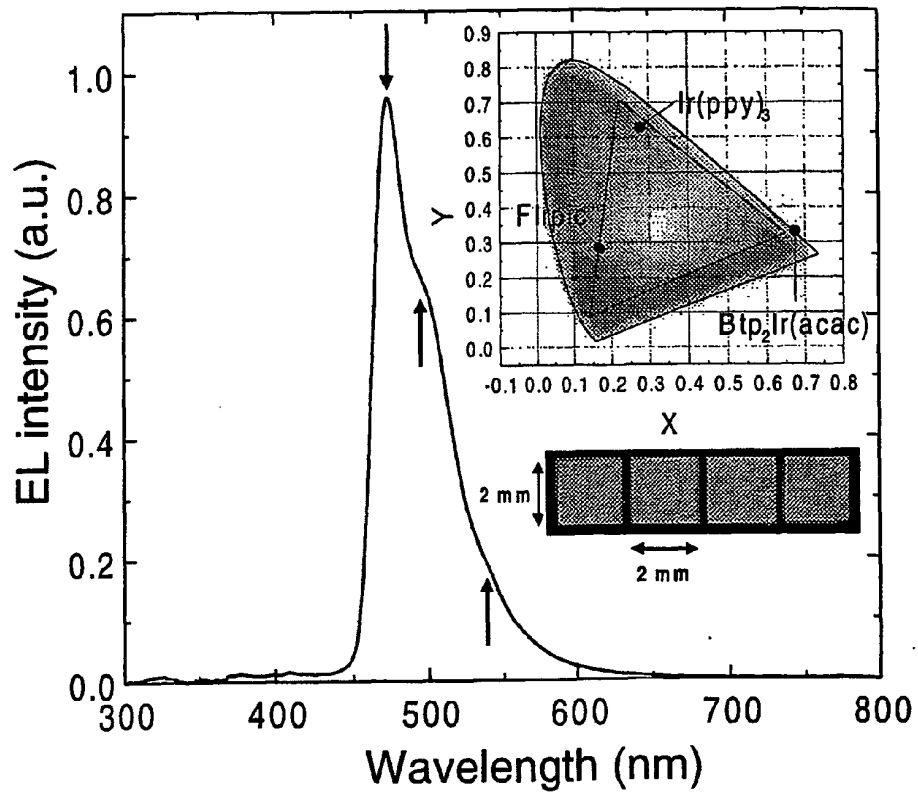 EL intensity (a.u.)
1.0
0.8
0.6
0.4
0.2
0.0
300 400 500 600 700 800
Wavelength (nm)
Y
0.9
0.8
0.7
0.6
0.5
0.4
0.3
0.2
0.1
0.0
-0.1 0.0 0.1 0.2 0.3 0.4 0.5 0.6 0.7 0.8
X
Ir(ppy)3
FIrpic
Btp2Ir(acac)
2 mm
2 mm